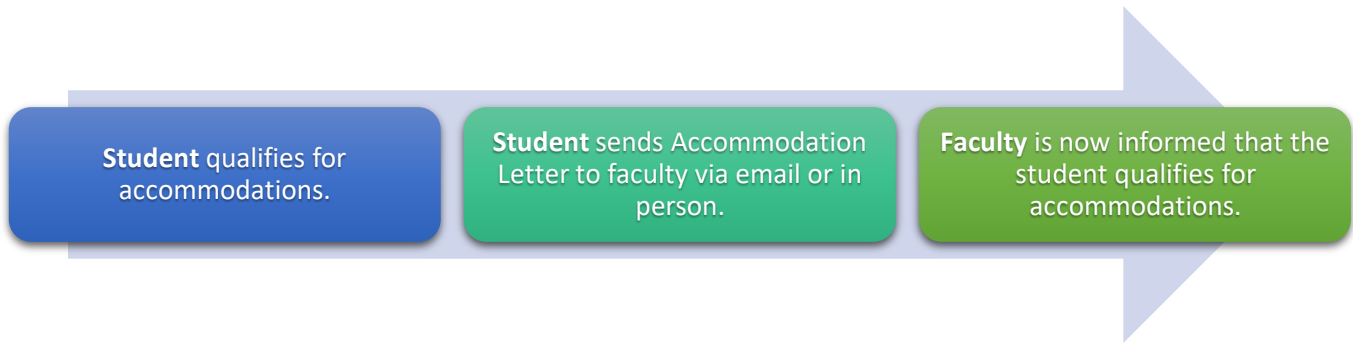 Student qualifies for
accommodations.
Student sends Accommodation
Letter to faculty via email or in
person.
Faculty is now informed that the
student qualifies for
accommodations.